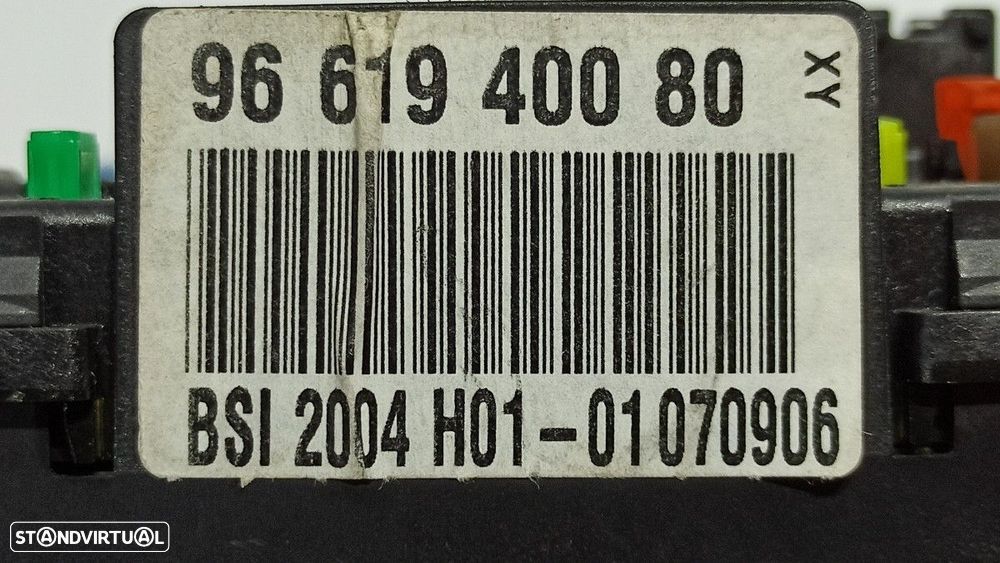 96 619 400 80
XY
BSI 2004 H01-01 070906
STANDVIRTUAL